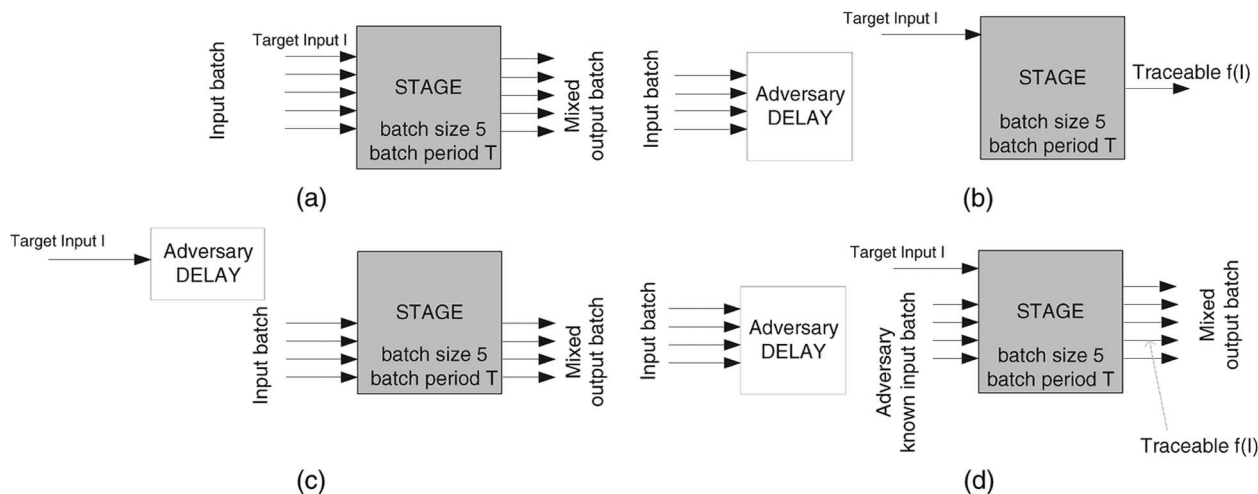 Target Input I
Input batch
STAGE
batch size 5
batch period T
Mixed
output batch
(a)
Input batch
Adversary
DELAY
Target Input I
STAGE
batch size 5
batch period T
Traceable f(I)
(b)
Target Input I
Adversary
DELAY
Input batch
STAGE
batch size 5
batch period T
Mixed
output batch
(c)
Input batch
Adversary
DELAY
Target Input I
Adversary
known input batch
STAGE
batch size 5
batch period T
Mixed
output batch
Traceable f(I)
(d)